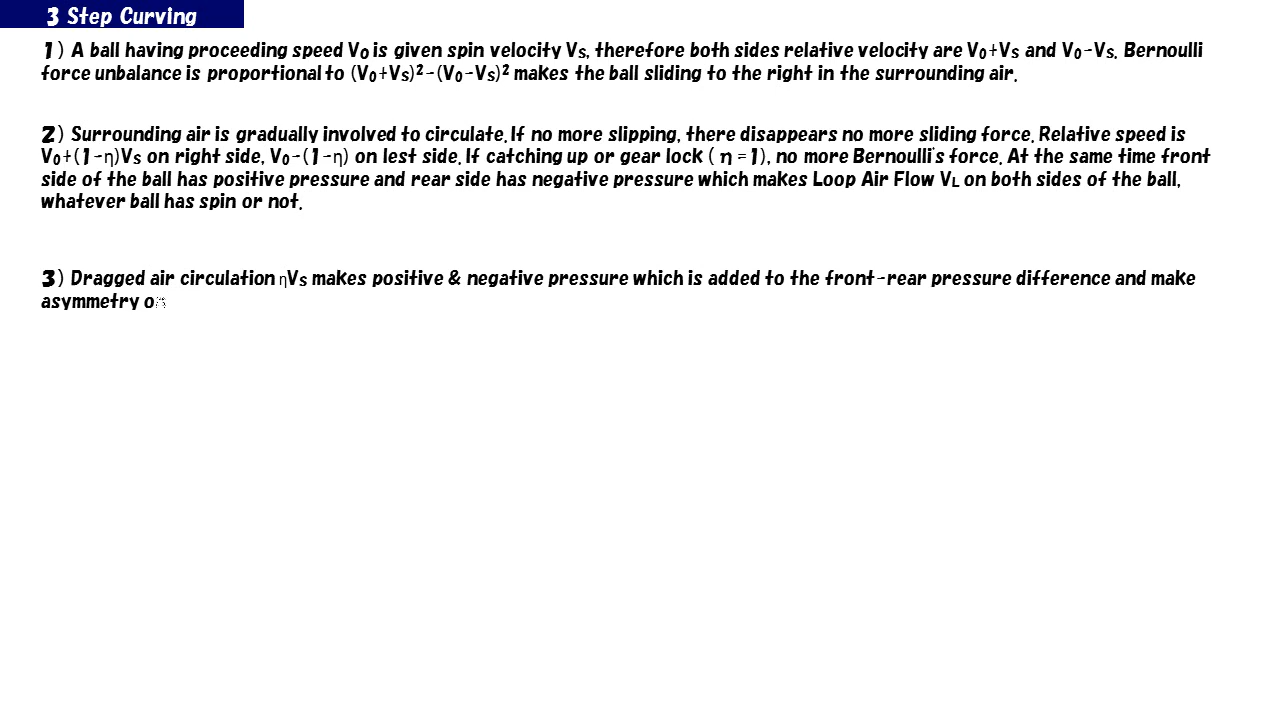 3 Step Curving
1) A ball having proceeding speed V₀ is given spin velocity Vs, therefore both sides relative velocity are V₀+Vs and V₀-Vs. Bernoulli
force unbalance is proportional to (V₀+Vs)²-(V₀-Vs)² makes the ball sliding to the right in the surrounding air.
2) Surrounding air is gradually involved to circulate. If no more slipping, there disappears no more sliding force. Relative speed is
V₀+(1-η)Vs on right side, V₀-(1-η) on lest side. If catching up or gear lock ( η =1), no more Bernoulli's force. At the same time front
side of the ball has positive pressure and rear side has negative pressure which makes Loop Air Flow VL on both sides of the ball,
whatever ball has spin or not.
3) Dragged air circulation ηVs makes positive & negative pressure which is added to the front-rear pressure difference and make
asymmetry